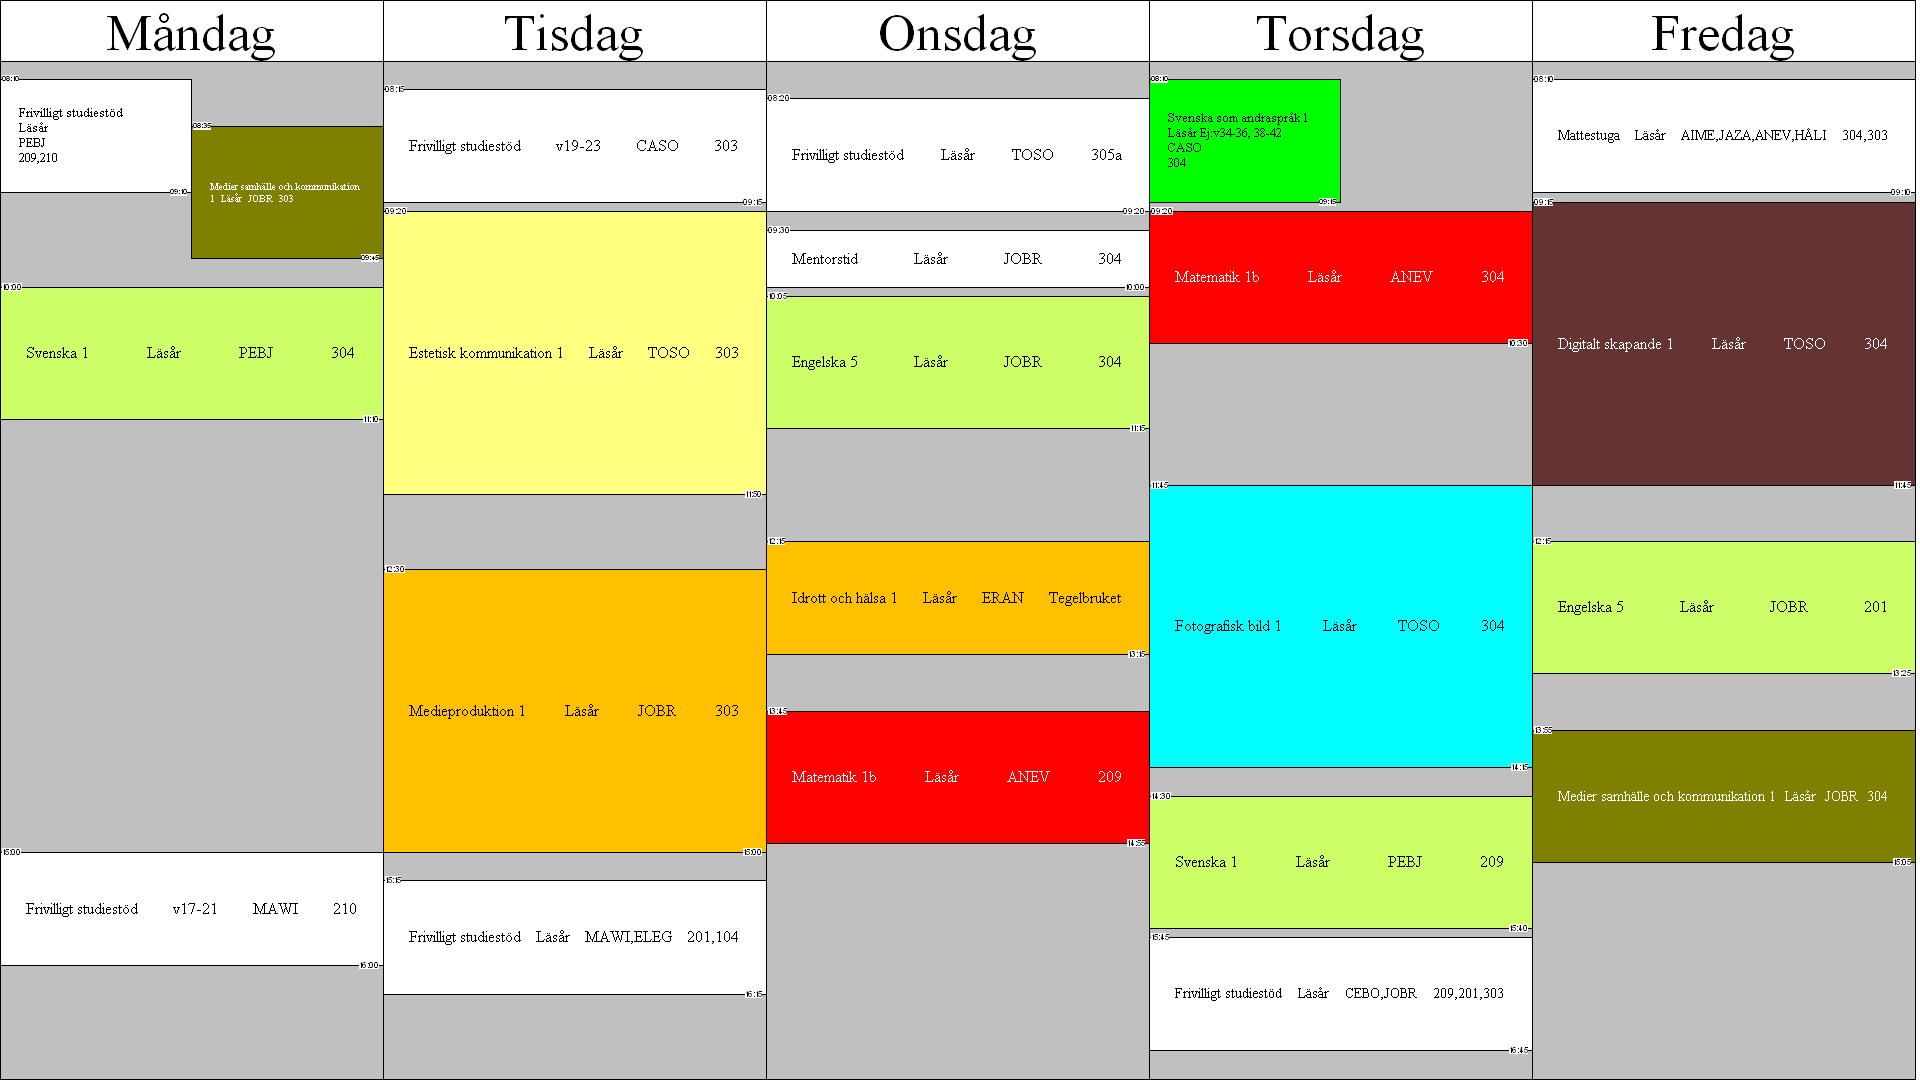 Måndag
Tisdag
Onsdag
Torsdag
Fredag
08:10
Frivilligt studiestöd
Läsår
PEBJ
209,210
09:10
08:35
Medier samhälle och kommunikation
1 Läsår JOBR 303
09:45
10:00
Svenska 1 Läsår PEBJ 304
11:10
15:00
Frivilligt studiestöd v17-21 MAWI 210
16:00
08:15
Frivilligt studiestöd v19-23 CASO 303
09:15
09:20
Estetisk kommunikation 1 Läsår TOSO 303
11:50
12:30
Medieproduktion 1 Läsår JOBR 303
15:00
15:15
Frivilligt studiestöd Läsår MAWI,ELEG 201,104
16:15
08:20
Frivilligt studiestöd Läsår TOSO 305a
09:20
09:30
Mentorstid Läsår JOBR 304
10:00
10:05
Engelska 5 Läsår JOBR 304
11:15
12:15
Idrott och hälsa 1 Läsår ERAN Tegelbruket
13:15
13:45
Matematik 1b Läsår ANEV 209
14:55
08:10
Svenska som andraspråk 1
Läsår Ej:v34-36, 38-42
CASO
304
09:15
09:20
Matematik 1b Läsår ANEV 304
10:30
11:45
Fotografisk bild 1 Läsår TOSO 304
14:15
14:30
Svenska 1 Läsår PEBJ 209
15:40
15:45
Frivilligt studiestöd Läsår CEBO,JOBR 209,201,303
16:45
08:10
Mattestuga Läsår AIME,JAZA,ANEV,HÅLI 304,303
09:10
09:15
Digitalt skapande 1 Läsår TOSO 304
11:45
12:15
Engelska 5 Läsår JOBR 201
13:25
13:55
Medier samhälle och kommunikation 1 Läsår JOBR 304
15:05